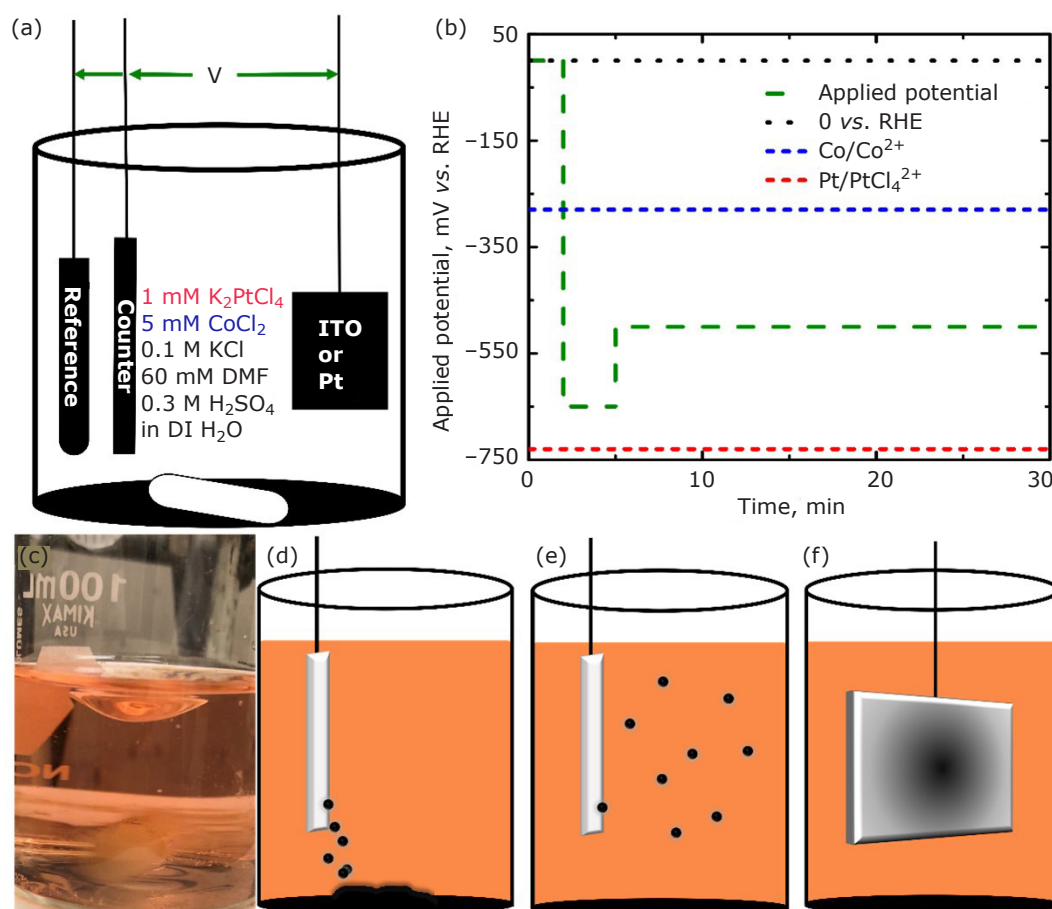 (a)
V
Reference
Counter
1 mM K₂PtCl₄
5 mM CoCl₂
0.1 M KCl
60 mM DMF
0.3 M H₂SO₄
in DI H₂O
ITO
or
Pt
(b)
Applied potential, mV vs. RHE
50
−150
−350
−550
−750
Applied potential
0 vs. RHE
Co/Co²⁺
Pt/PtCl₄²⁺
0
10
20
30
Time, min
(c)
100mL
KIMAX
USA
NO
(d)
(e)
(f)